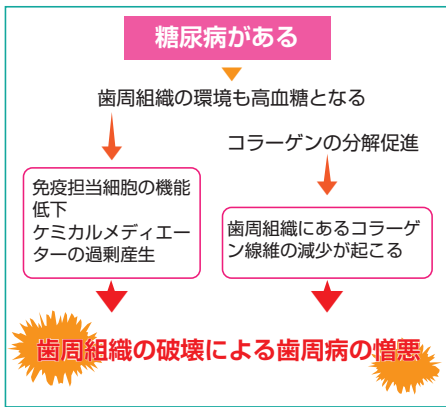 糖尿病がある
歯周組織の環境も高血糖となる
コラーゲンの分解促進
免疫担当細胞の機能
低下
ケミカルメディエー
ターの過剰産生
歯周組織にあるコラーゲ
ン線維の減少が起こる
歯周組織の破壊による歯周病の憎悪